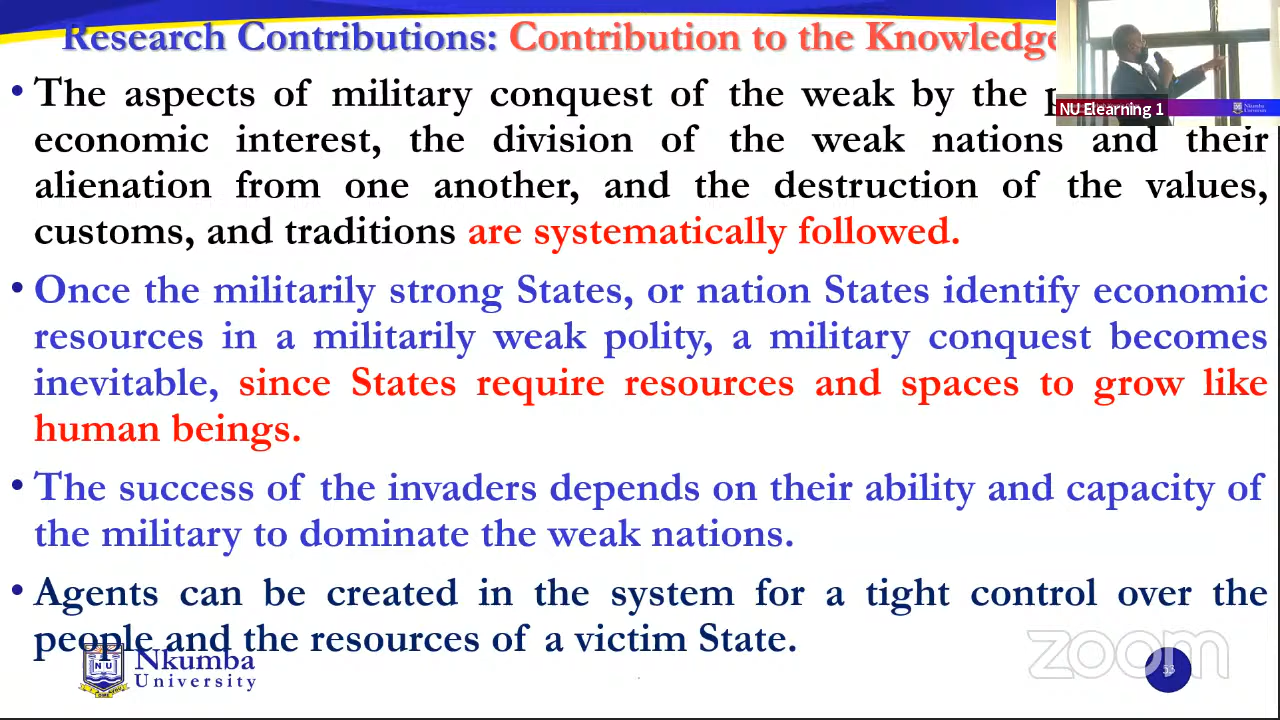 Research Contributions: Contribution to the Knowledge
• The aspects of military conquest of the weak by the
economic interest, the division of the weak nations and their
alienation from one another, and the destruction of the values,
customs, and traditions are systematically followed.
• Once the militarily strong States, or nation States identify economic
resources in a militarily weak polity, a military conquest becomes
inevitable, since States require resources and spaces to grow like
human beings.
• The success of the invaders depends on their ability and capacity of
the military to dominate the weak nations.
• Agents can be created in the system for a tight control over the
people and the resources of a victim State.
NU Elearning 1
Nkumba
University
zoom
53